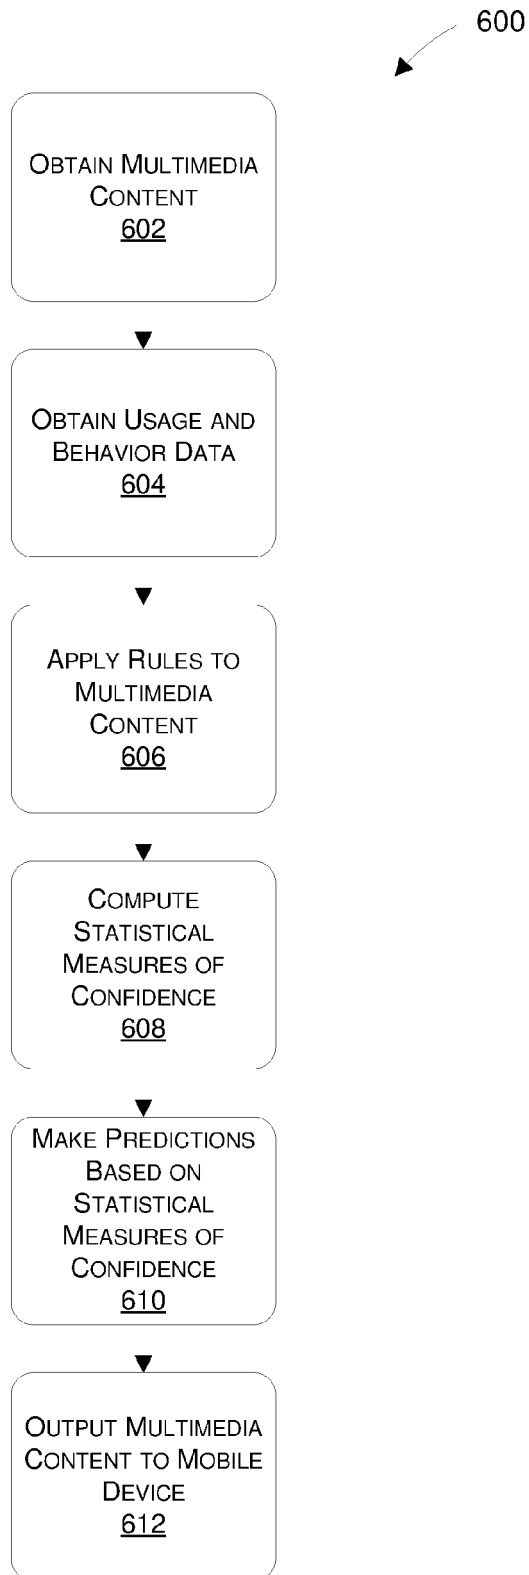 600
OBTAIN MULTIMEDIA
CONTENT
602
OBTAIN USAGE AND
BEHAVIOR DATA
604
APPLY RULES TO
MULTIMEDIA
CONTENT
606
COMPUTE
STATISTICAL
MEASURES OF
CONFIDENCE
608
MAKE PREDICTIONS
BASED ON
STATISTICAL
MEASURES OF
CONFIDENCE
610
OUTPUT MULTIMEDIA
CONTENT TO MOBILE
DEVICE
612